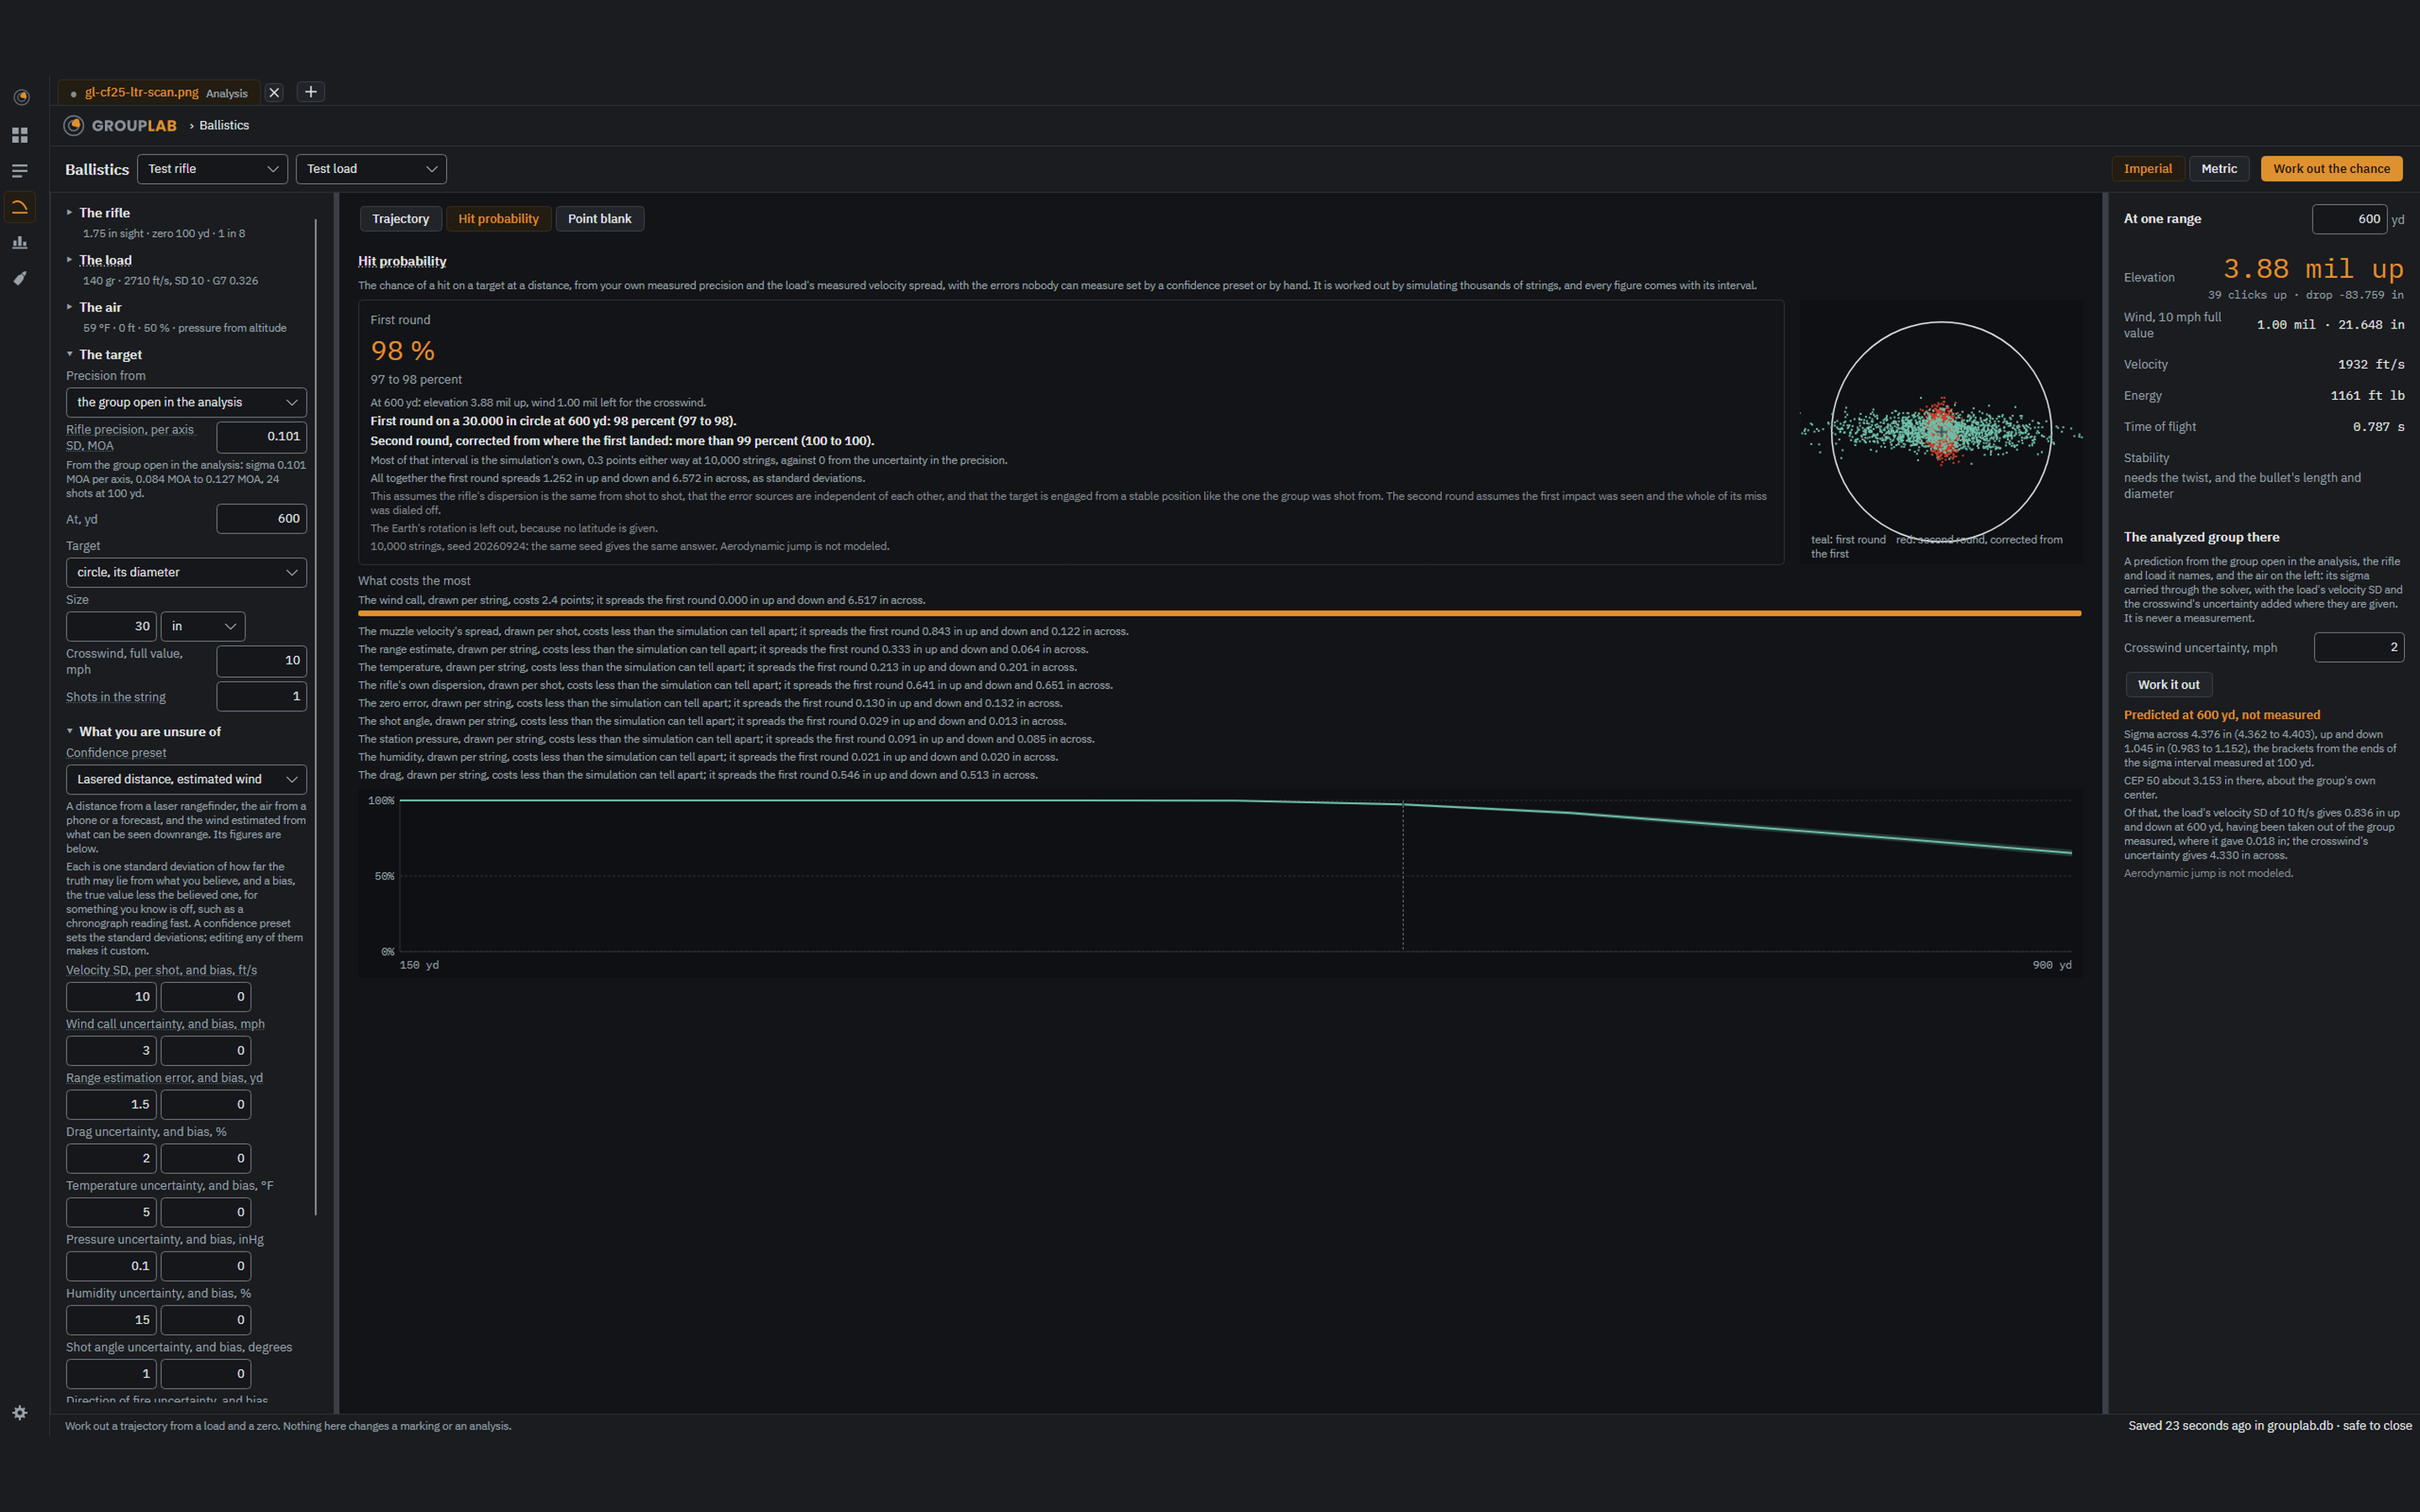 gl-cf25-ltr-scan.png Analysis
GROUPLAB › Ballistics
Ballistics Test rifle Test load Imperial Metric Work out the chance
The rifle
1.75 in sight · zero 100 yd · 1 in 8
The load
140 gr · 2710 ft/s, SD 10 · G7 0.326
The air
59 °F · 0 ft · 50 % · pressure from altitude
The target
Precision from
the group open in the analysis
Rifle precision, per axis
SD, MOA
0.101
From the group open in the analysis: sigma 0.101
MOA per axis, 0.084 MOA to 0.127 MOA, 24
shots at 100 yd.
At, yd 600
Target
circle, its diameter
Size
30 in
Crosswind, full value,
mph
10
Shots in the string 1
What you are unsure of
Confidence preset
Lasered distance, estimated wind
A distance from a laser rangefinder, the air from a
phone or a forecast, and the wind estimated from
what can be seen downrange. Its figures are
below.
Each is one standard deviation of how far the
truth may lie from what you believe, and a bias,
the true value less the believed one, for
something you know is off, such as a
chronograph reading fast. A confidence preset
sets the standard deviations; editing any of them
makes it custom.
Velocity SD, per shot, and bias, ft/s
10 0
Wind call uncertainty, and bias, mph
3 0
Range estimation error, and bias, yd
1.5 0
Drag uncertainty, and bias, %
2 0
Temperature uncertainty, and bias, °F
5 0
Pressure uncertainty, and bias, inHg
0.1 0
Humidity uncertainty, and bias, %
15 0
Shot angle uncertainty, and bias, degrees
1 0
Direction of fire uncertainty, and bias,
Trajectory Hit probability Point blank
Hit probability
The chance of a hit on a target at a distance, from your own measured precision and the load's measured velocity spread, with the errors nobody can measure set by a confidence preset or by hand. It is worked out by simulating thousands of strings, and every figure comes with its interval.
First round
98 %
97 to 98 percent
At 600 yd: elevation 3.88 mil up, wind 1.00 mil left for the crosswind.
First round on a 30.000 in circle at 600 yd: 98 percent (97 to 98).
Second round, corrected from where the first landed: more than 99 percent (100 to 100).
Most of that interval is the simulation's own, 0.3 points either way at 10,000 strings, against 0 from the uncertainty in the precision.
All together the first round spreads 1.252 in up and down and 6.572 in across, as standard deviations.
This assumes the rifle's dispersion is the same from shot to shot, that the error sources are independent of each other, and that the target is engaged from a stable position like the one the group was shot from. The second round assumes the first impact was seen and the whole of its miss
was dialed off.
The Earth's rotation is left out, because no latitude is given.
10,000 strings, seed 20260924: the same seed gives the same answer. Aerodynamic jump is not modeled.
teal: first round red: second round, corrected from
the first
What costs the most
The wind call, drawn per string, costs 2.4 points; it spreads the first round 0.000 in up and down and 6.517 in across.
The muzzle velocity's spread, drawn per shot, costs less than the simulation can tell apart; it spreads the first round 0.843 in up and down and 0.122 in across.
The range estimate, drawn per string, costs less than the simulation can tell apart; it spreads the first round 0.333 in up and down and 0.064 in across.
The temperature, drawn per string, costs less than the simulation can tell apart; it spreads the first round 0.213 in up and down and 0.201 in across.
The rifle's own dispersion, drawn per shot, costs less than the simulation can tell apart; it spreads the first round 0.641 in up and down and 0.651 in across.
The zero error, drawn per string, costs less than the simulation can tell apart; it spreads the first round 0.130 in up and down and 0.132 in across.
The shot angle, drawn per string, costs less than the simulation can tell apart; it spreads the first round 0.029 in up and down and 0.013 in across.
The station pressure, drawn per string, costs less than the simulation can tell apart; it spreads the first round 0.091 in up and down and 0.085 in across.
The humidity, drawn per string, costs less than the simulation can tell apart; it spreads the first round 0.021 in up and down and 0.020 in across.
The drag, drawn per string, costs less than the simulation can tell apart; it spreads the first round 0.546 in up and down and 0.513 in across.
100%
50%
0%
150 yd 900 yd
At one range 600 yd
Elevation 3.88 mil up
39 clicks up · drop -83.759 in
Wind, 10 mph full
value
1.00 mil · 21.648 in
Velocity 1932 ft/s
Energy 1161 ft lb
Time of flight 0.787 s
Stability
needs the twist, and the bullet's length and
diameter
The analyzed group there
A prediction from the group open in the analysis, the rifle
and load it names, and the air on the left: its sigma
carried through the solver, with the load's velocity SD and
the crosswind's uncertainty added where they are given.
It is never a measurement.
Crosswind uncertainty, mph 2
Work it out
Predicted at 600 yd, not measured
Sigma across 4.376 in (4.362 to 4.403), up and down
1.045 in (0.983 to 1.152), the brackets from the ends of
the sigma interval measured at 100 yd.
CEP 50 about 3.153 in there, about the group's own
center.
Of that, the load's velocity SD of 10 ft/s gives 0.836 in up
and down at 600 yd, having been taken out of the group
measured, where it gave 0.018 in; the crosswind's
uncertainty gives 4.330 in across.
Aerodynamic jump is not modeled.
Work out a trajectory from a load and a zero. Nothing here changes a marking or an analysis.
Saved 23 seconds ago in grouplab.db · safe to close